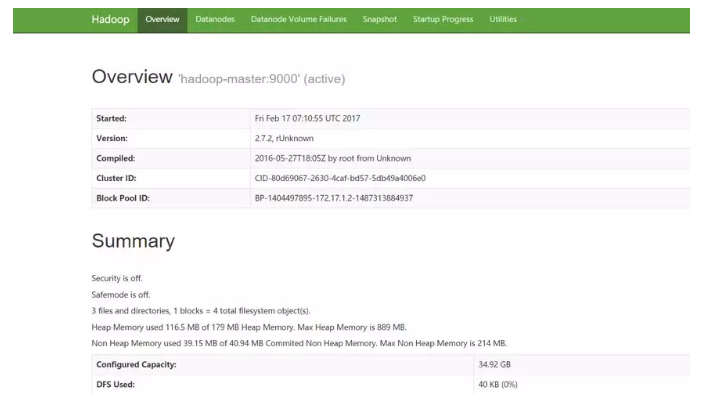 Hadoop Overview Datanodes Datanode Volume Failures Snapshot Startup Progress Utilities
Overview 'hadoop-master:9000' (active)
Started: Fri Feb 17 07:10:55 UTC 2017
Version: 2.7.2, rUnknown
Compiled: 2016-05-27T18:05Z by root from Unknown
Cluster ID: CID-80d69067-2630-4caf-bd57-5db49a4006e0
Block Pool ID: BP-1404497895-172.17.1.2-1487313884937
Summary
Security is off.
Safemode is off.
3 files and directories, 1 blocks = 4 total filesystem object(s).
Heap Memory used 116.5 MB of 179 MB Heap Memory. Max Heap Memory is 889 MB.
Non Heap Memory used 39.15 MB of 40.94 MB Commited Non Heap Memory. Max Non Heap Memory is 214 MB.
Configured Capacity: 34.92 GB
DFS Used: 40 KB (0%)